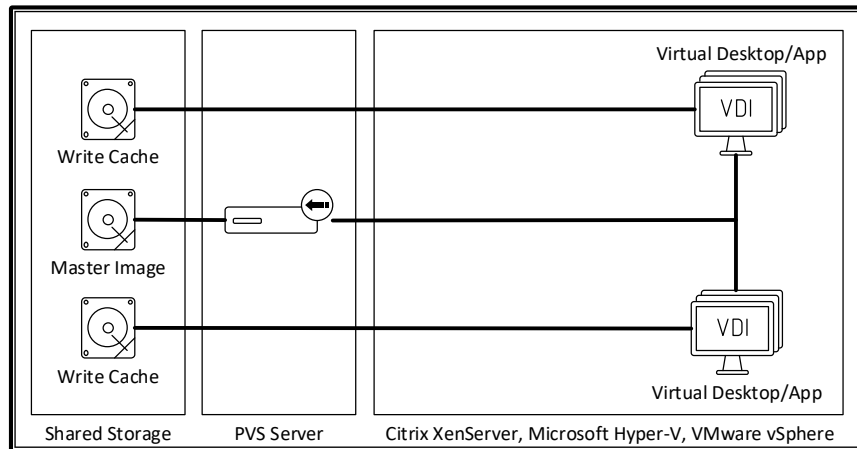 Virtual Desktop/App
VDI
Write Cache
Master Image
VDI
Write Cache
Virtual Desktop/App
Shared Storage
PVS Server
Citrix XenServer, Microsoft Hyper-V, VMware vSphere